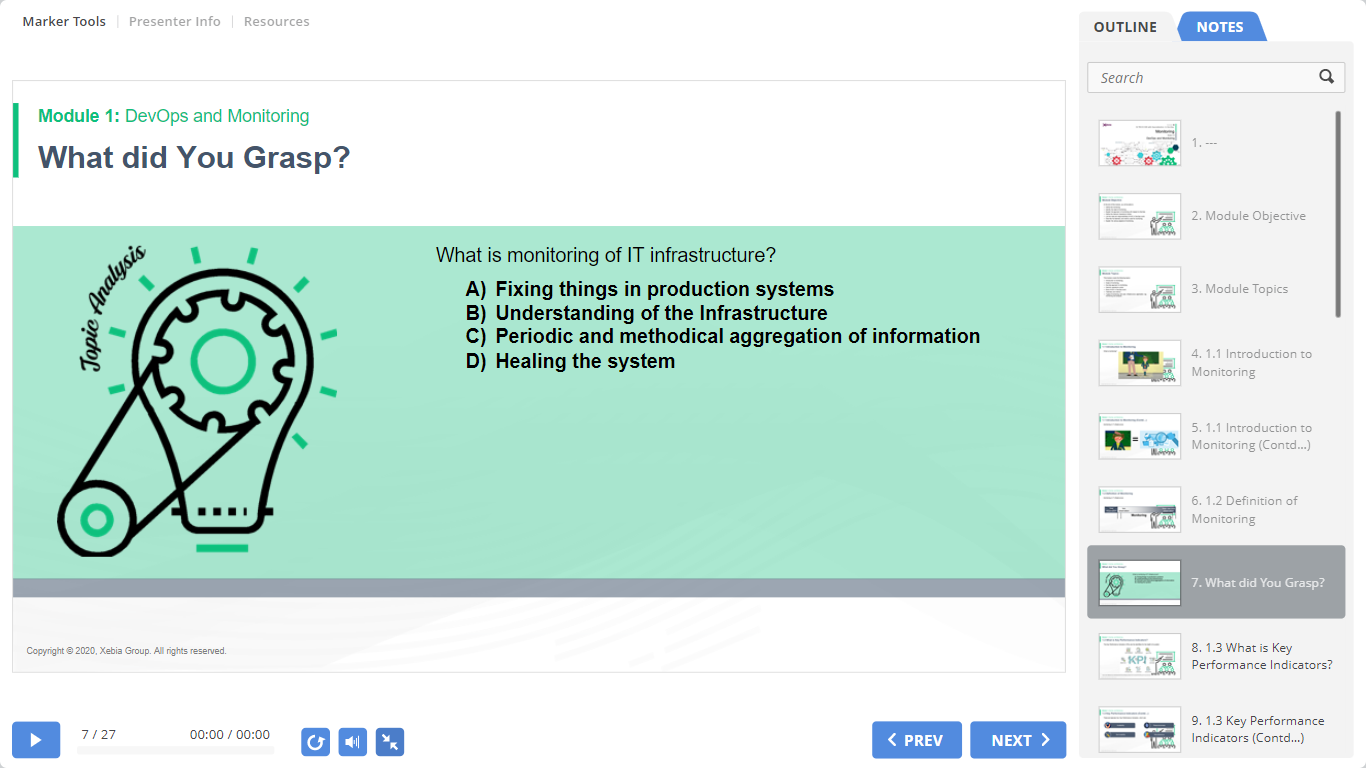 Marker Tools
Presenter Info
Resources
OUTLINE
NOTES
Search
Module 1: DevOps and Monitoring
What did You Grasp?
Topic Analysis
What is monitoring of IT infrastructure?
A) Fixing things in production systems
B) Understanding of the Infrastructure
C) Periodic and methodical aggregation of information
D) Healing the system
Copyright © 2020, Xebia Group. All rights reserved.
1. ---
2. Module Objective
3. Module Topics
4. 1.1 Introduction to
Monitoring
5. 1.1 Introduction to
Monitoring (Contd...)
6. 1.2 Definition of
Monitoring
7. What did You Grasp?
8. 1.3 What is Key
Performance Indicators?
KPI
9. 1.3 Key Performance
Indicators (Contd...)
7 / 27
00:00 / 00:00
PREV
NEXT